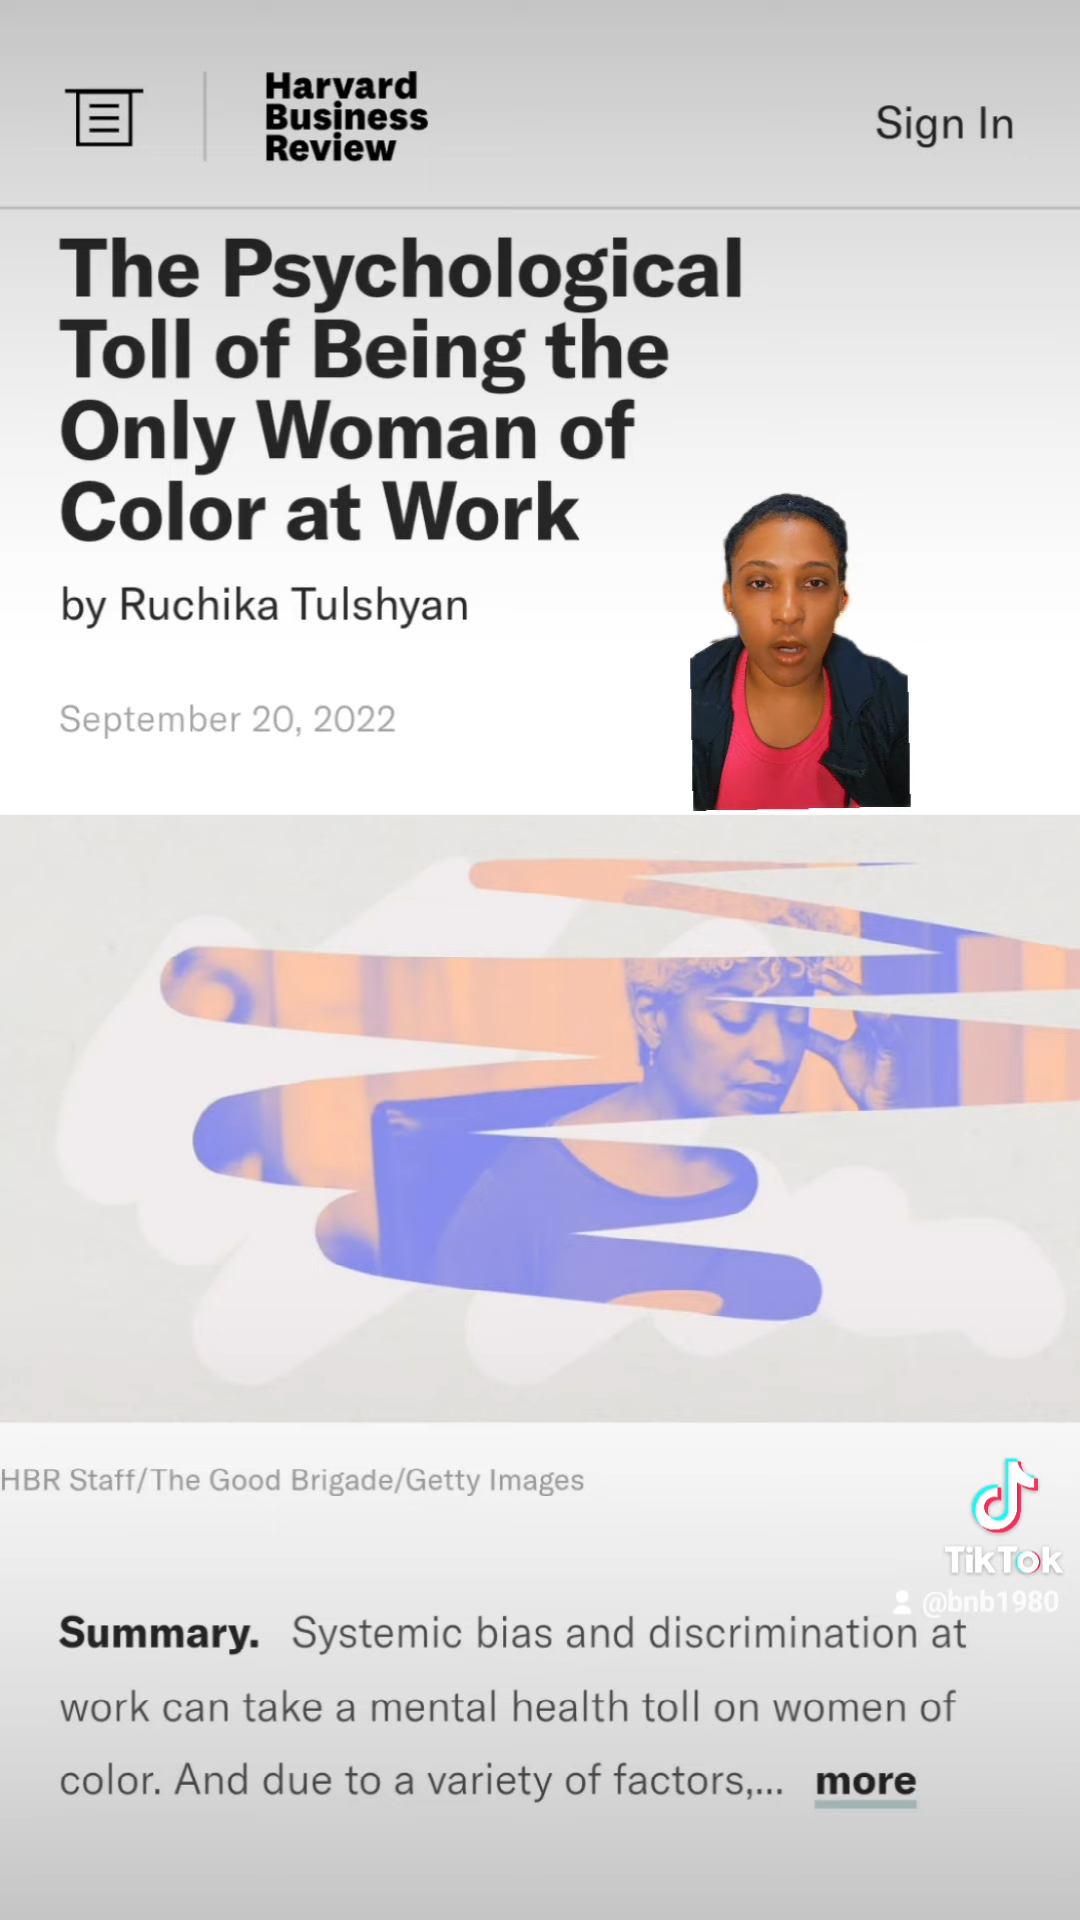 Harvard
Business
Review
Sign In
The Psychological
Toll of Being the
Only Woman of
Color at Work
by Ruchika Tulshyan
September 20, 2022
HBR Staff/The Good Brigade/Getty Images
TikTok
@bnb1980
Summary. Systemic bias and discrimination at
work can take a mental health toll on women of
color. And due to a variety of factors,... more